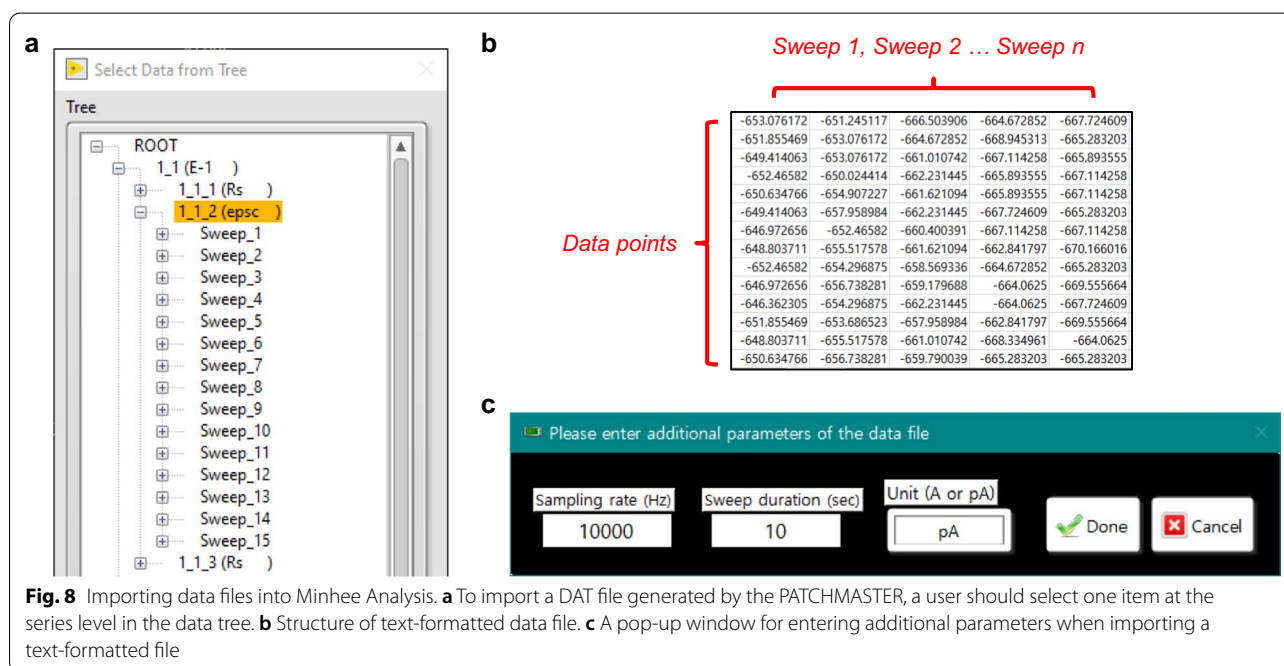 a
Select Data from Tree
Tree
ROOT
1_1 (E-1 )
1_1_1 (Rs )
1_1_2 (epsc )
Sweep_1
Sweep_2
Sweep_3
Sweep_4
Sweep_5
Sweep_6
Sweep_7
Sweep_8
Sweep_9
Sweep_10
Sweep_11
Sweep_12
Sweep_13
Sweep_14
Sweep_15
1_1_3 (Rs )
b
Sweep 1, Sweep 2 … Sweep n
Data points
-653.076172 -651.245117 -666.503906 -664.672852 -667.724609
-651.855469 -653.076172 -664.672852 -668.945313 -665.283203
-649.414063 -653.076172 -661.010742 -667.114258 -665.893555
-652.46582 -650.024414 -662.231445 -665.893555 -667.114258
-650.634766 -654.907227 -661.621094 -665.893555 -667.114258
-649.414063 -657.958984 -662.231445 -667.724609 -665.283203
-646.972656 -652.46582 -660.400391 -667.114258 -667.114258
-648.803711 -655.517578 -661.621094 -662.841797 -670.166016
-652.46582 -654.296875 -658.569336 -664.672852 -665.283203
-646.972656 -656.738281 -659.179688 -664.0625 -669.555664
-646.362305 -654.296875 -662.231445 -664.0625 -667.724609
-651.855469 -653.686523 -657.958984 -662.841797 -669.555664
-648.803711 -655.517578 -661.010742 -668.334961 -664.0625
-650.634766 -656.738281 -659.790039 -665.283203 -665.283203
c
Please enter additional parameters of the data file
Sampling rate (Hz) Sweep duration (sec) Unit (A or pA)
10000 10 pA Done Cancel
Fig. 8 Importing data files into Minhee Analysis. a To import a DAT file generated by the PATCHMASTER, a user should select one item at the
series level in the data tree. b Structure of text-formatted data file. c A pop-up window for entering additional parameters when importing a
text-formatted file